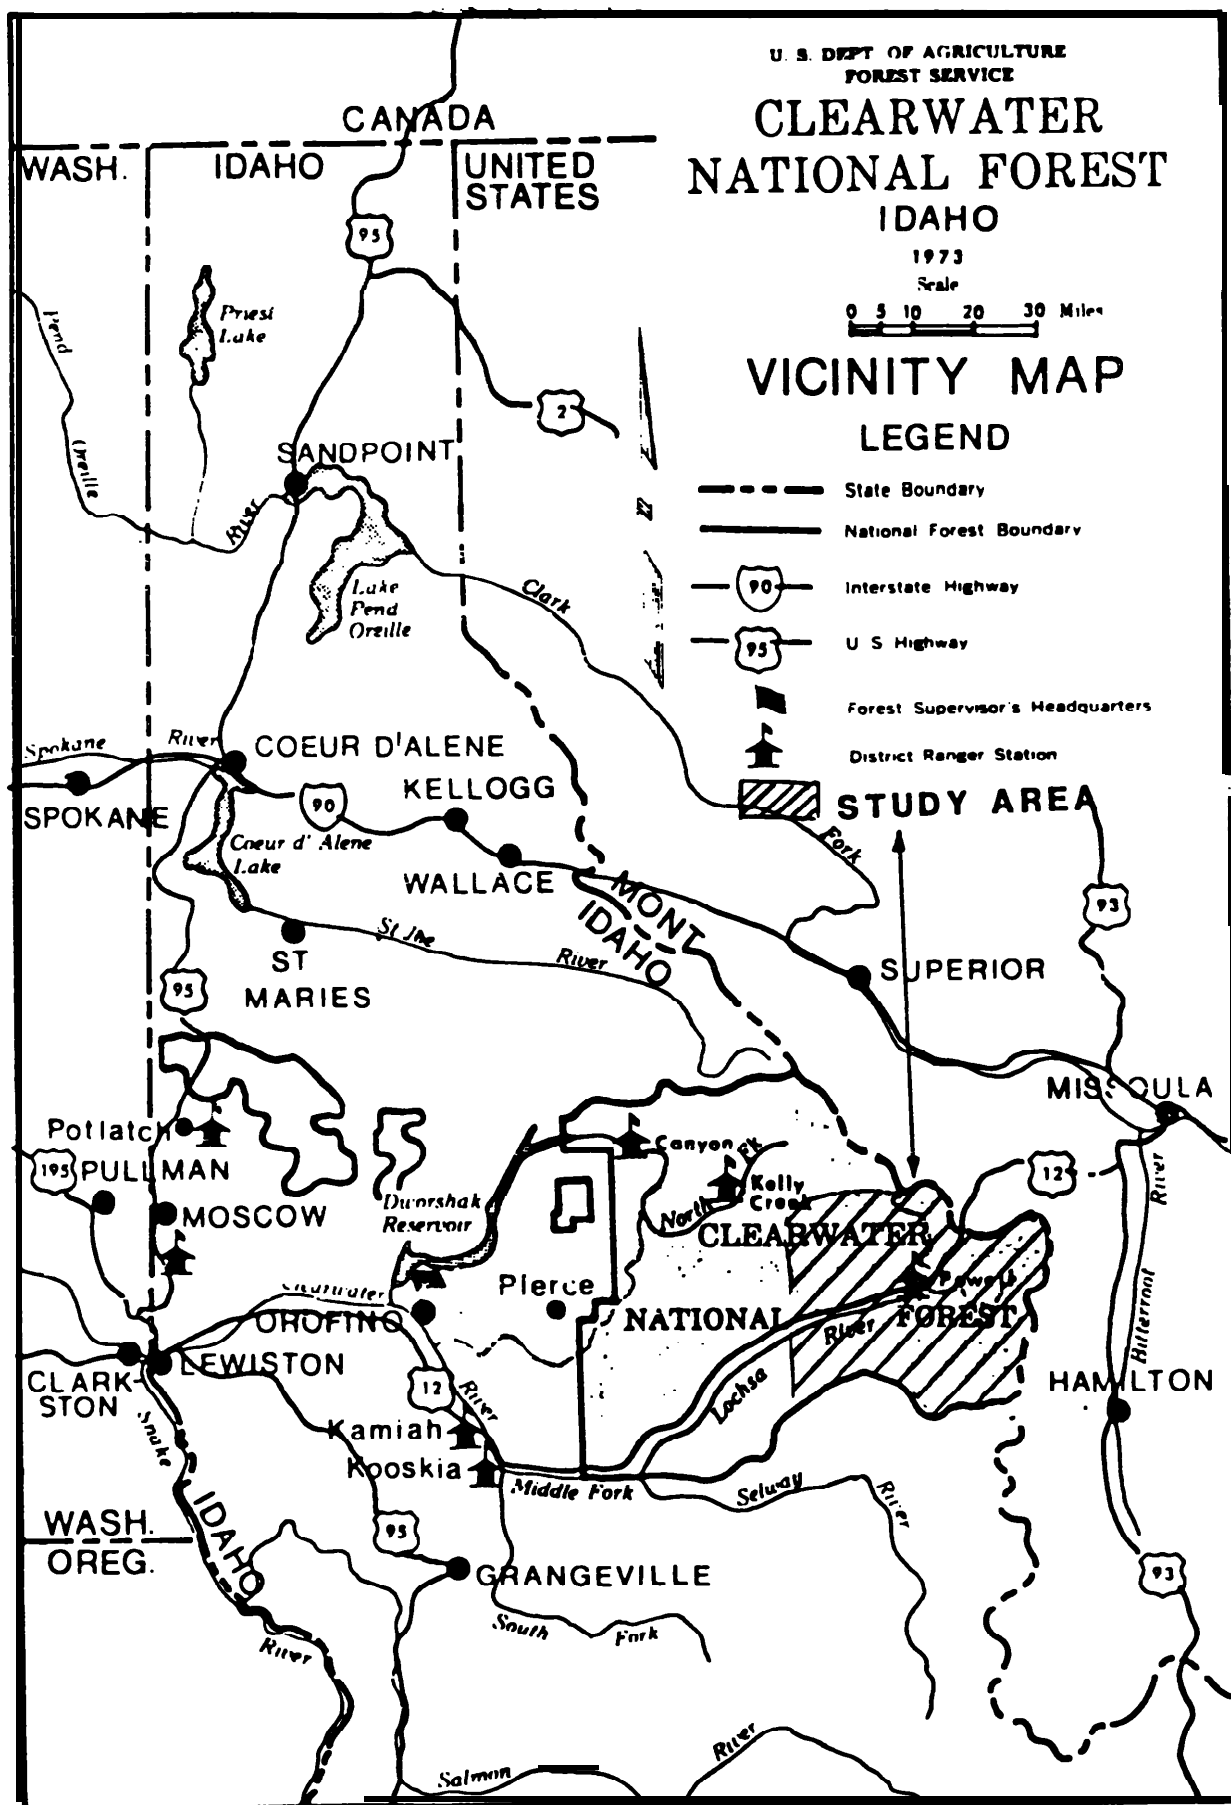 U. S. DEPT OF AGRICULTURE
FOREST SERVICE
CLEARWATER
NATIONAL FOREST
IDAHO
1973
Scale
0 5 10 20 30 Miles
VICINITY MAP
LEGEND
State Boundary
National Forest Boundary
90 Interstate Highway
95 U S Highway
Forest Supervisor's Headquarters
District Ranger Station
STUDY AREA
CANADA
WASH.
IDAHO
UNITED
STATES
95
Priest
Lake
Pend
Oreille
River
2
SANDPOINT
Lake
Pend
Oreille
Clark
Fork
Spokane
River
COEUR D'ALENE
KELLOGG
90
SPOKANE
Coeur d' Alene
Lake
WALLACE
MONT
IDAHO
93
ST
MARIES
St Joe
River
SUPERIOR
95
MISSOULA
Potlatch
195
PULLMAN
MOSCOW
Canyon
Kelly
Creek
North
Fk
12
River
Dworshak
Reservoir
CLEARWATER
NATIONAL
FOREST
Powell
Pierce
Clearwater
OROFINO
River
Lochsa
Bitterroot
HAMILTON
LEWISTON
CLARK-
STON
12
River
Snake
Kamiah
Kooskia
Middle Fork
Selway
River
WASH.
OREG.
IDAHO
95
GRANGEVILLE
93
South
Fork
River
River
Salmon